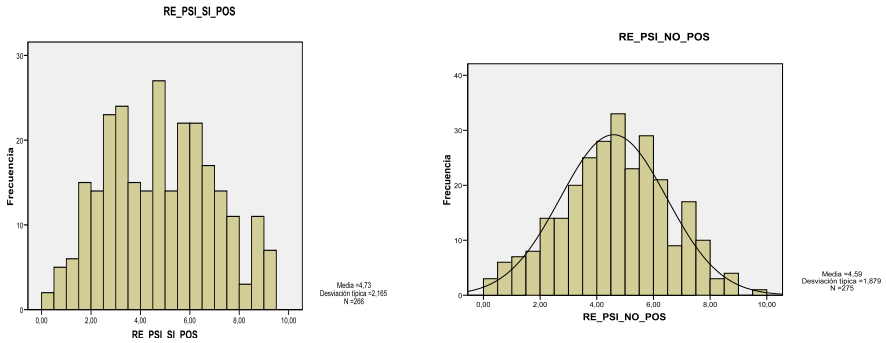 RE_PSI_SI_POS
30
20
10
0
Frecuencia
0,00 2,00 4,00 6,00 8,00 10,00
RE_PSI_SI_POS
Media =4,73
Desviación típica =2,165
N =266
RE_PSI_NO_POS
40
30
20
10
0
Frecuencia
0,00 2,00 4,00 6,00 8,00 10,00
RE_PSI_NO_POS
Media =4,59
Desviación típica =1,879
N =275